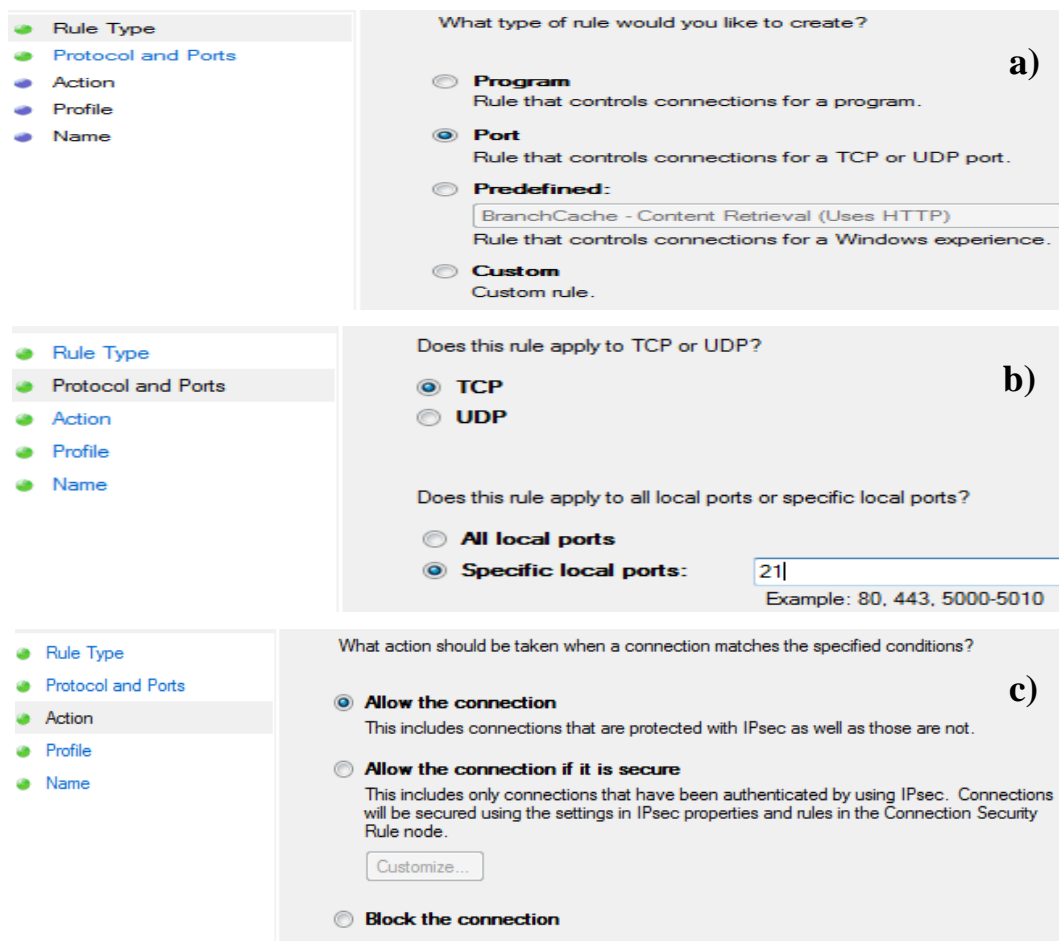 Rule Type
Protocol and Ports
Action
Profile
Name
What type of rule would you like to create?
a)
Program
Rule that controls connections for a program.
Port
Rule that controls connections for a TCP or UDP port.
Predefined:
BranchCache - Content Retrieval (Uses HTTP)
Rule that controls connections for a Windows experience.
Custom
Custom rule.
Rule Type
Protocol and Ports
Action
Profile
Name
Does this rule apply to TCP or UDP?
b)
TCP
UDP
Does this rule apply to all local ports or specific local ports?
All local ports
Specific local ports: 21
Example: 80, 443, 5000-5010
Rule Type
Protocol and Ports
Action
Profile
Name
What action should be taken when a connection matches the specified conditions?
c)
Allow the connection
This includes connections that are protected with IPsec as well as those are not.
Allow the connection if it is secure
This includes only connections that have been authenticated by using IPsec. Connections
will be secured using the settings in IPsec properties and rules in the Connection Security
Rule node.
Customize...
Block the connection